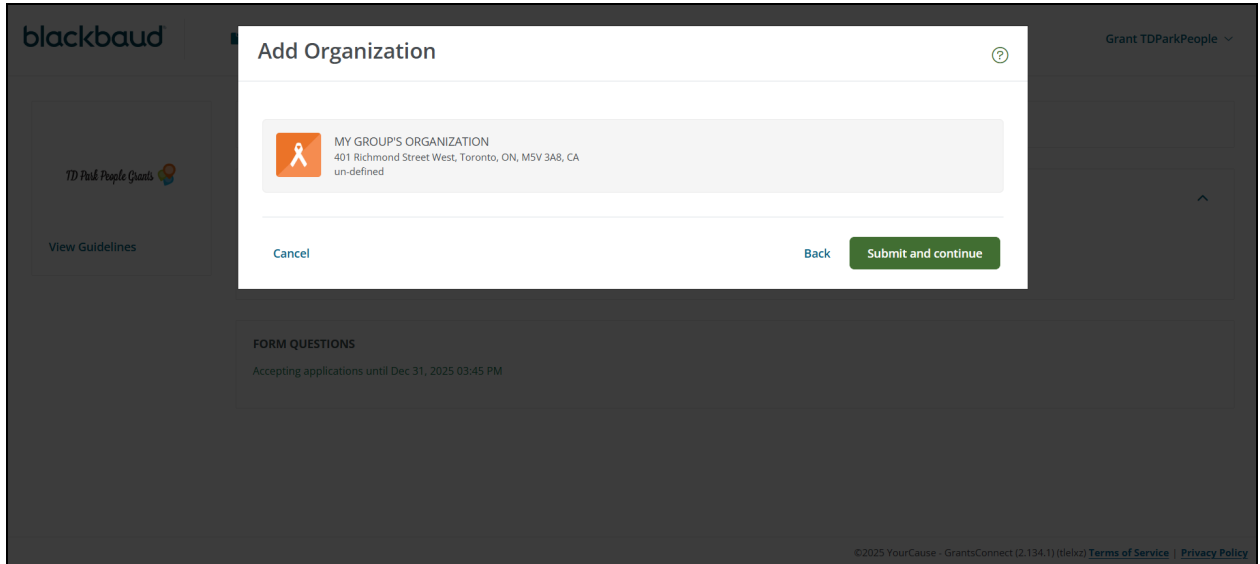 blackbaud
Grant TDParkPeople
Add Organization
?
MY GROUP'S ORGANIZATION
401 Richmond Street West, Toronto, ON, M5V 3A8, CA
un-defined
TD Park People Grants
View Guidelines
Cancel
Back
Submit and continue
FORM QUESTIONS
Accepting applications until Dec 31, 2025 03:45 PM
©2025 YourCause - GrantsConnect (2.134.1) (tlelxz) Terms of Service | Privacy Policy